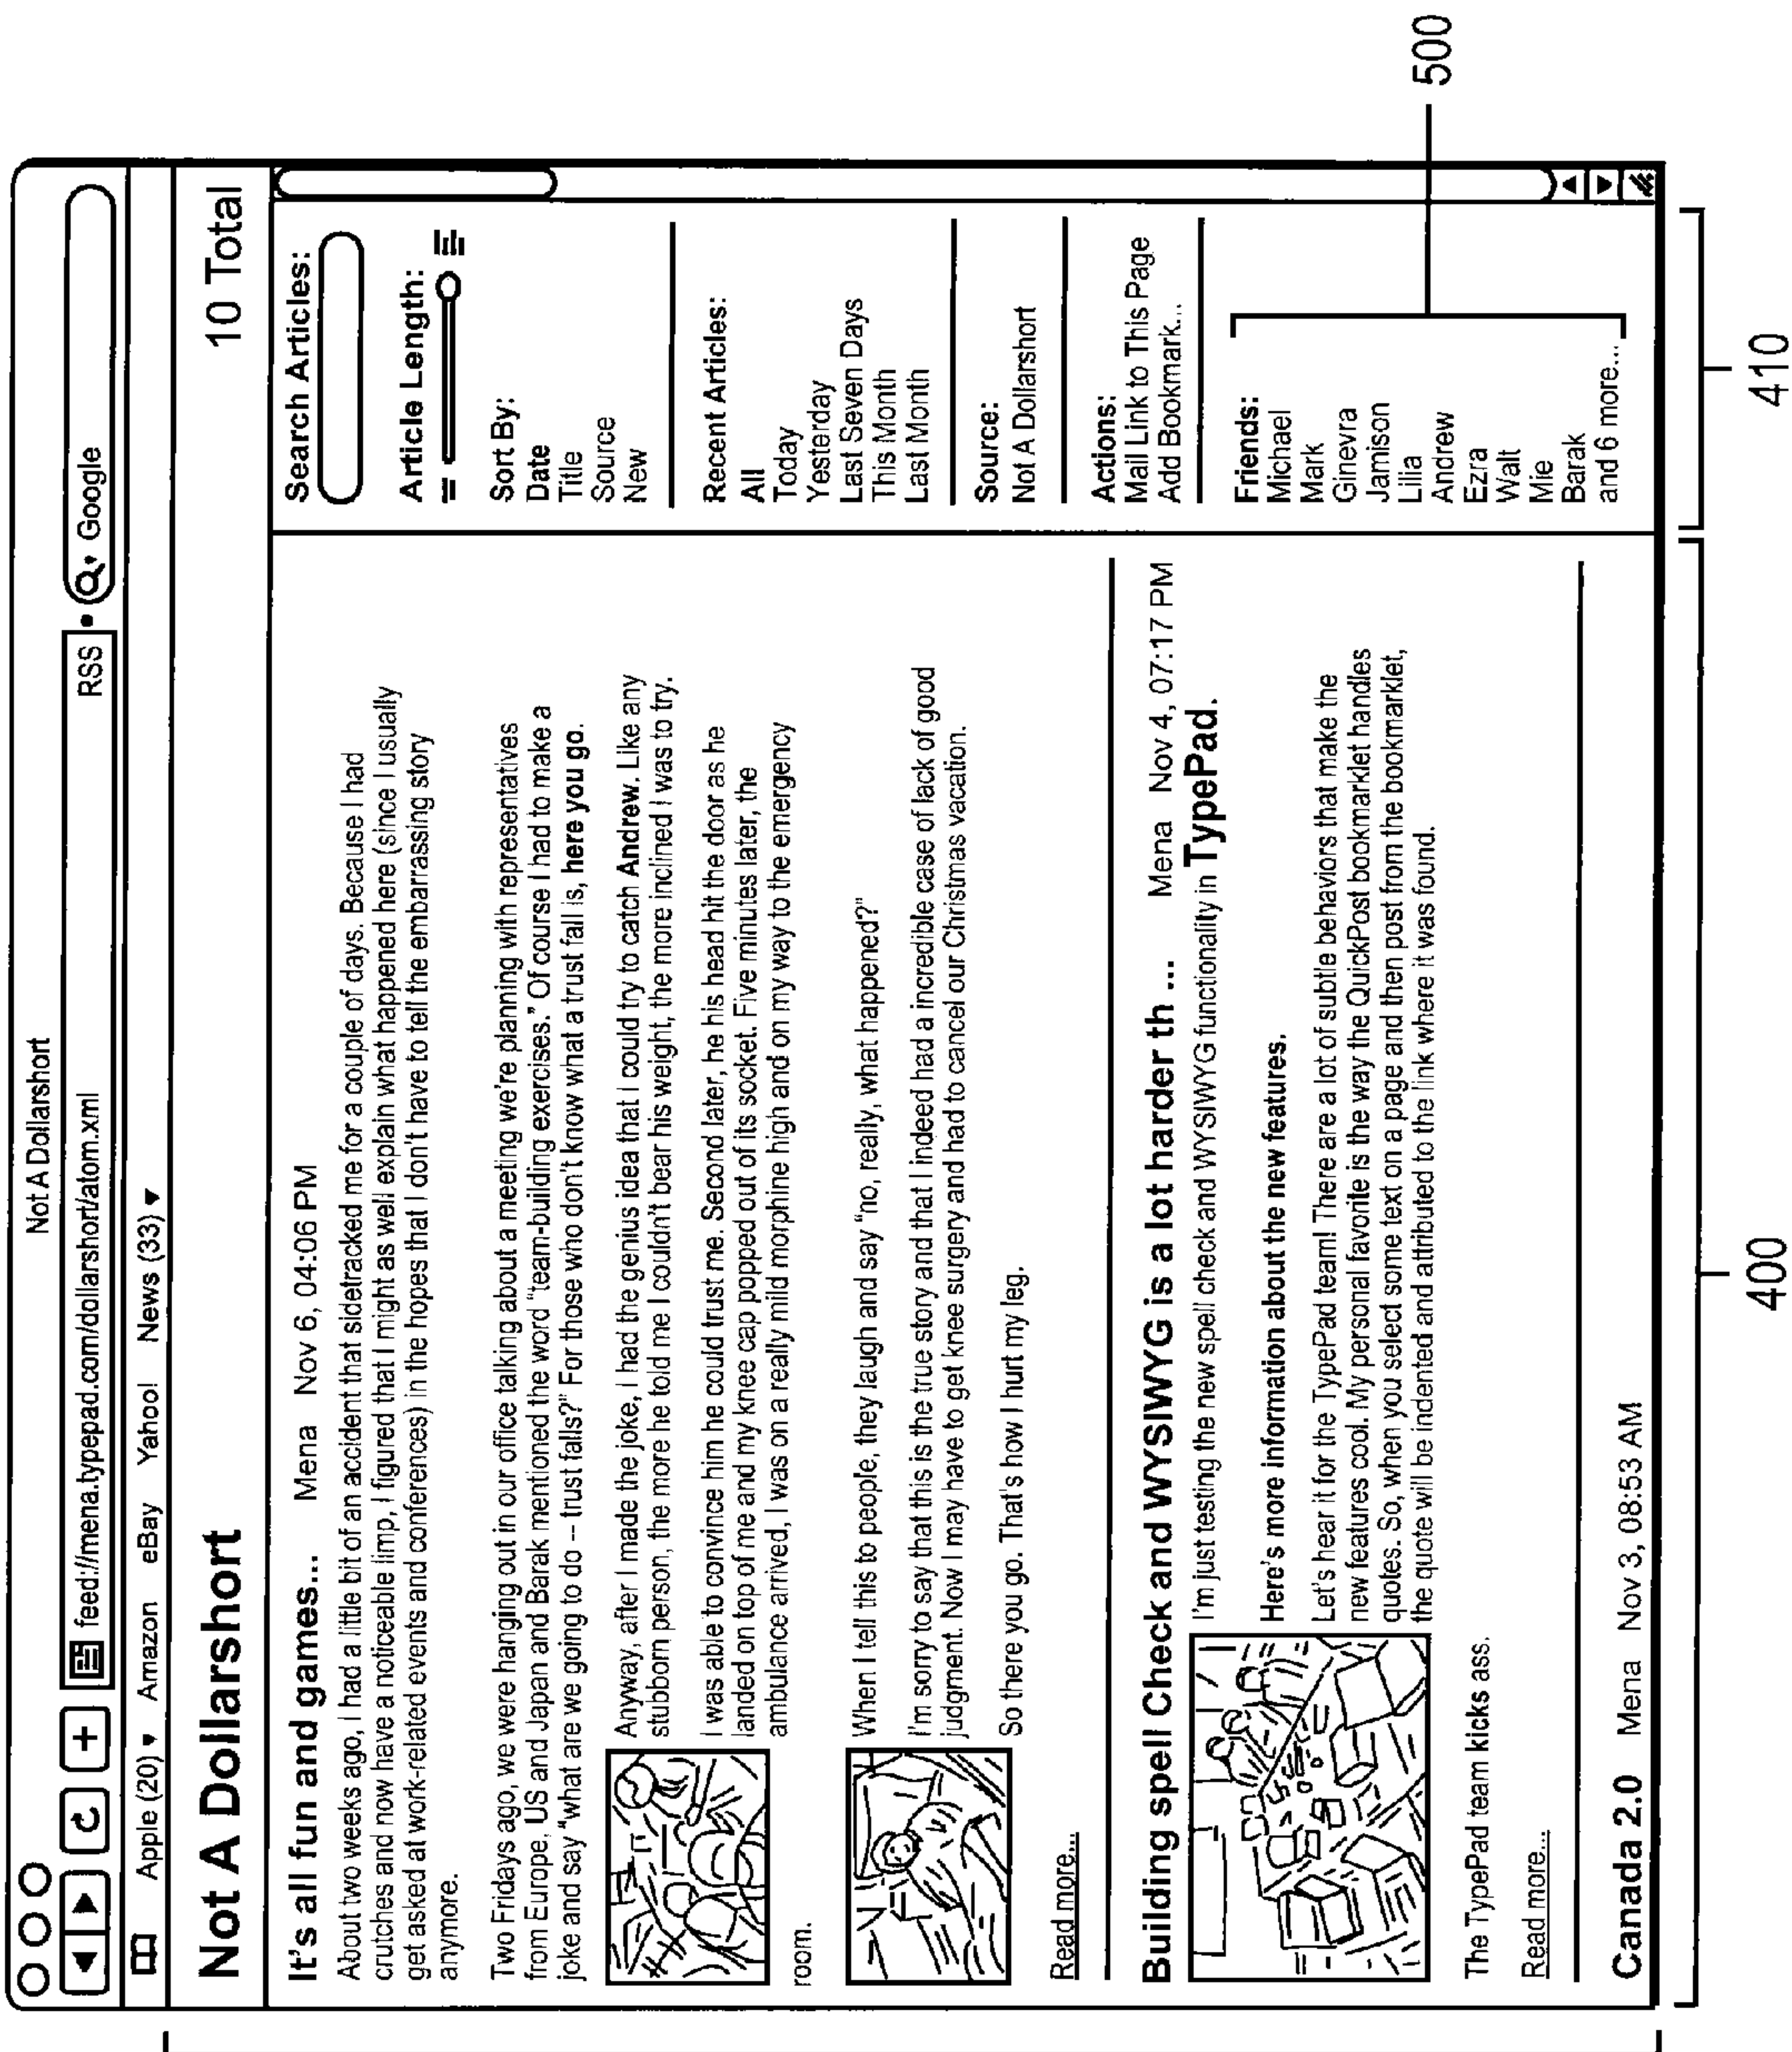 Not A Dollarshort
feed://mena.typepad.com/dollarshort/atom.xml RSS Google
Apple (20) Amazon eBay Yahoo! News (33)
Not A Dollarshort 10 Total
It's all fun and games... Mena Nov 6, 04:06 PM
About two weeks ago, I had a little bit of an accident that sidetracked me for a couple of days. Because I had
crutches and now have a noticeable limp, I figured that I might as well explain what happened here (since I usually
get asked at work-related events and conferences) in the hopes that I don't have to tell the embarrassing story
anymore.
Two Fridays ago, we were hanging out in our office talking about a meeting we're planning with representatives
from Europe, US and Japan and Barak mentioned the word "team-building exercises." Of course I had to make a
joke and say "what are we going to do -- trust falls?" For those who don't know what a trust fall is, here you go.
Anyway, after I made the joke, I had the genius idea that I could try to catch Andrew. Like any
stubborn person, the more he told me I couldn't bear his weight, the more inclined I was to try.
I was able to convince him he could trust me. Second later, he his head hit the door as he
landed on top of me and my knee cap popped out of its socket. Five minutes later, the
ambulance arrived, I was on a really mild morphine high and on my way to the emergency
room.
When I tell this to people, they laugh and say "no, really, what happened?"
I'm sorry to say that this is the true story and that I indeed had a incredible case of lack of good
judgment. Now I may have to get knee surgery and had to cancel our Christmas vacation.
So there you go. That's how I hurt my leg.
Read more...
Building spell Check and WYSIWYG is a lot harder th ... Mena Nov 4, 07:17 PM
I'm just testing the new spell check and WYSIWYG functionality in TypePad.
Here's more information about the new features.
Let's hear it for the TypePad team! There are a lot of subtle behaviors that make the
new features cool. My personal favorite is the way the QuickPost bookmarklet handles
quotes. So, when you select some text on a page and then post from the bookmarklet,
the quote will be indented and attributed to the link where it was found.
The TypePad team kicks ass.
Read more...
Canada 2.0 Mena Nov 3, 08:53 AM
Search Articles:
Article Length:
Sort By:
Date
Title
Source
New
Recent Articles:
All
Today
Yesterday
Last Seven Days
This Month
Last Month
Source:
Not A Dollarshort
Actions:
Mail Link to This Page
Add Bookmark...
Friends:
Michael
Mark
Ginevra
Jamison
Lilia
Andrew
Ezra
Walt
Mie
Barak
and 6 more...
500
400
410